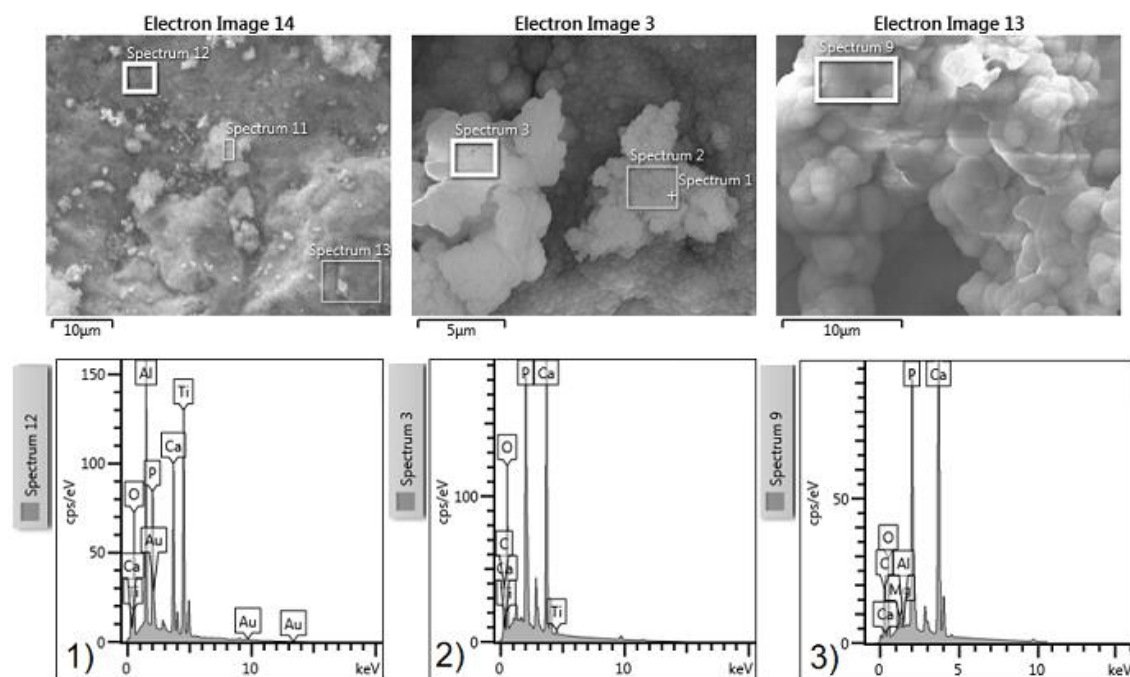 Electron Image 14
Spectrum 12
Spectrum 11
Spectrum 13
10µm
Electron Image 3
Spectrum 3
Spectrum 2
Spectrum 1
5µm
Electron Image 13
Spectrum 9
10µm
Spectrum 12
cps/eV
150
100
50
0
Al
Ti
Ca
P
O
Au
Ca
Ti
Au
Au
0
10
keV
1)
Spectrum 3
cps/eV
100
0
P
Ca
O
C
Ca
Ti
Ti
0
10
keV
2)
Spectrum 9
cps/eV
50
0
P
Ca
O
C
Al
Mg
Ca
0
5
10
keV
3)